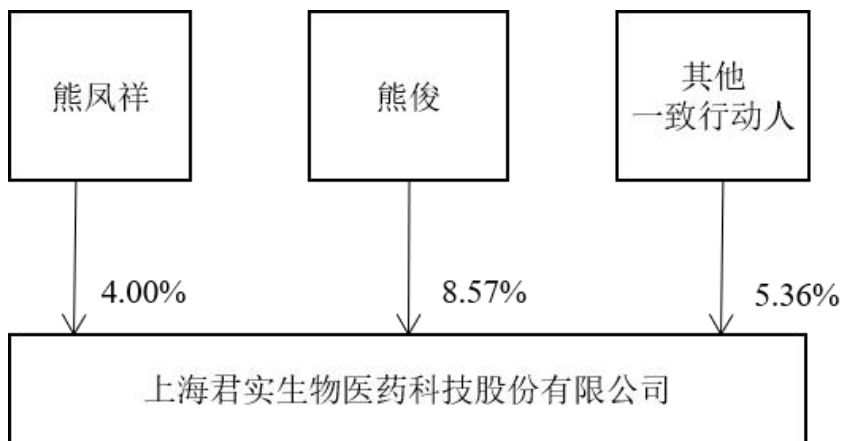 熊凤祥
熊俊
其他
一致行动人
4.00%
8.57%
5.36%
上海君实生物医药科技股份有限公司